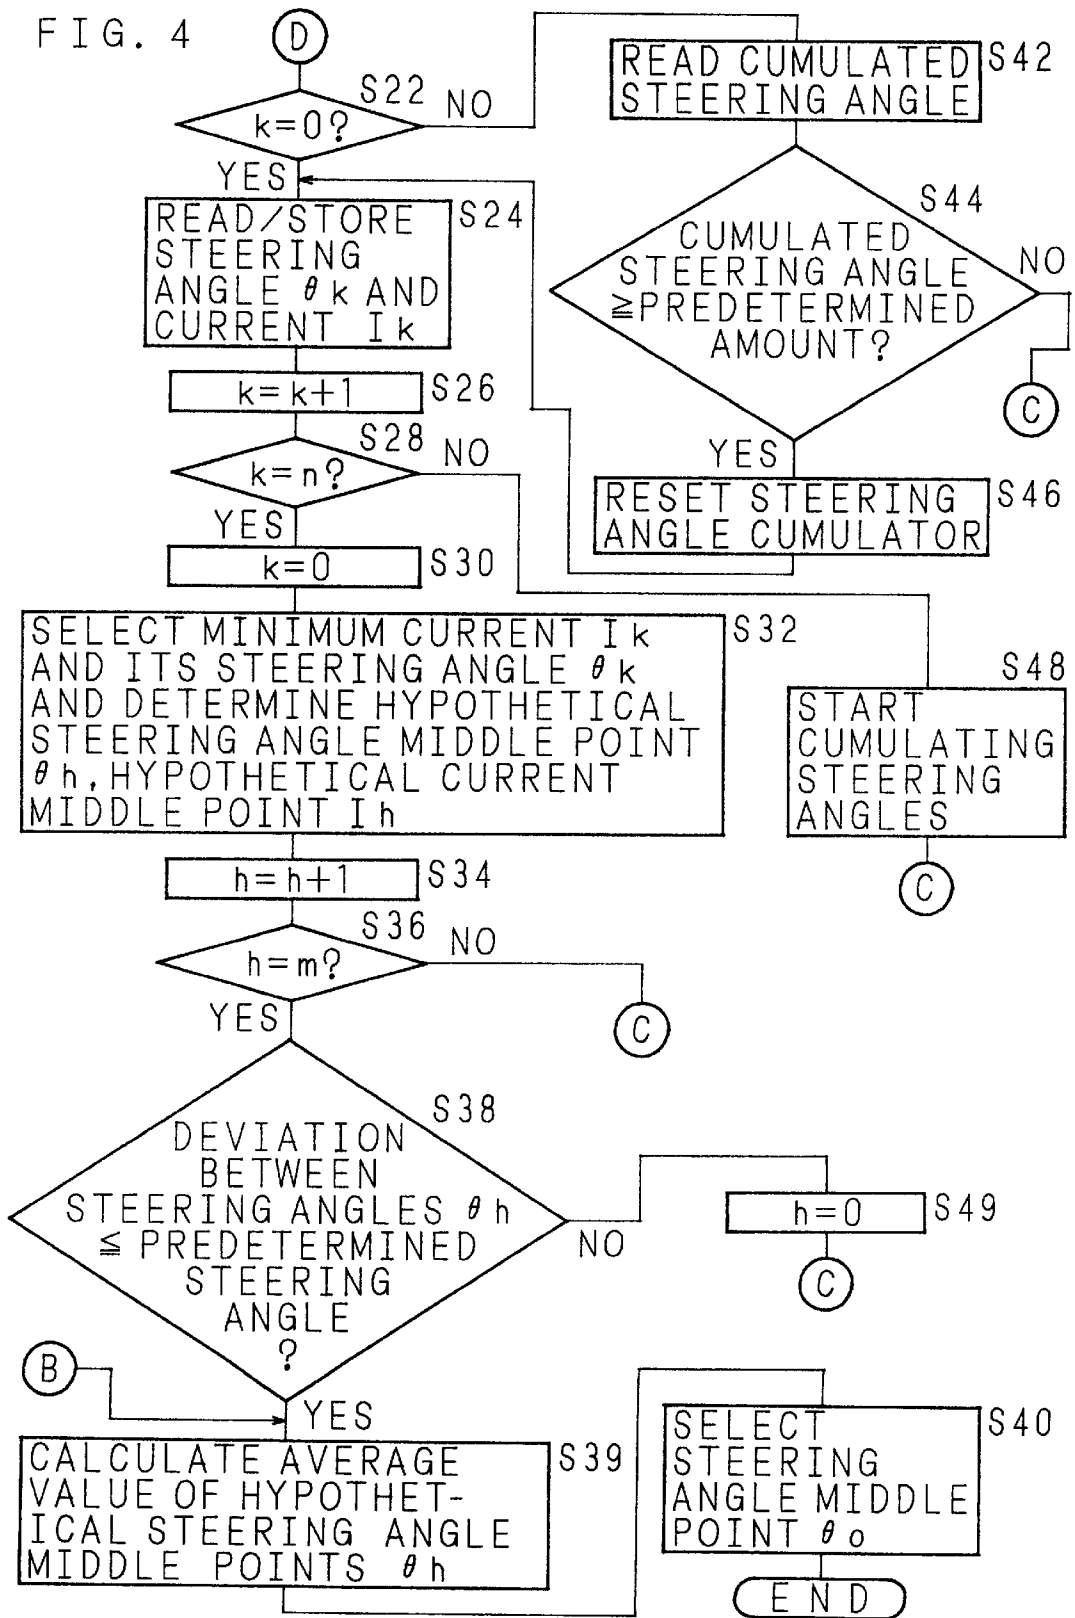 FIG. 4
D
S22
k=0?
NO
YES
READ/STORE
STEERING
ANGLE θk AND
CURRENT Ik
S24
k=k+1
S26
S28
k=n?
NO
YES
k=0
S30
SELECT MINIMUM CURRENT Ik
AND ITS STEERING ANGLE θk
AND DETERMINE HYPOTHETICAL
STEERING ANGLE MIDDLE POINT
θh, HYPOTHETICAL CURRENT
MIDDLE POINT Ih
S32
h=h+1
S34
S36
h=m?
NO
C
YES
S38
DEVIATION
BETWEEN
STEERING ANGLES θh
≦ PREDETERMINED
STEERING
ANGLE
?
NO
h=0
S49
C
B
YES
CALCULATE AVERAGE
VALUE OF HYPOTHET-
ICAL STEERING ANGLE
MIDDLE POINTS θh
S39
SELECT
STEERING
ANGLE MIDDLE
POINT θo
S40
END
READ CUMULATED
STEERING ANGLE
S42
S44
CUMULATED
STEERING ANGLE
≧PREDETERMINED
AMOUNT?
NO
C
YES
RESET STEERING
ANGLE CUMULATOR
S46
S48
START
CUMULATING
STEERING
ANGLES
C